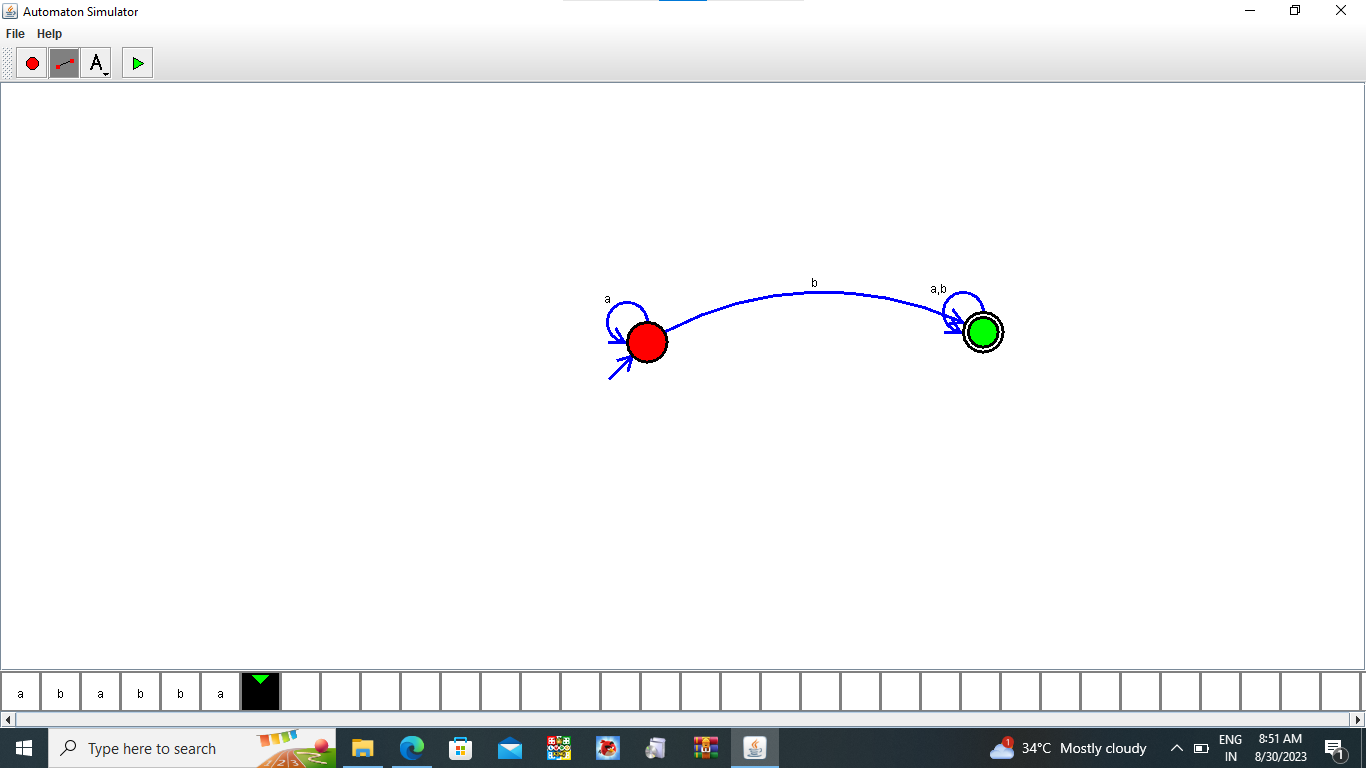 Automaton Simulator
File Help
A
b
a
a,b
a b a b b a
Type here to search
1
34°C Mostly cloudy
ENG
IN
8:51 AM
8/30/2023
1